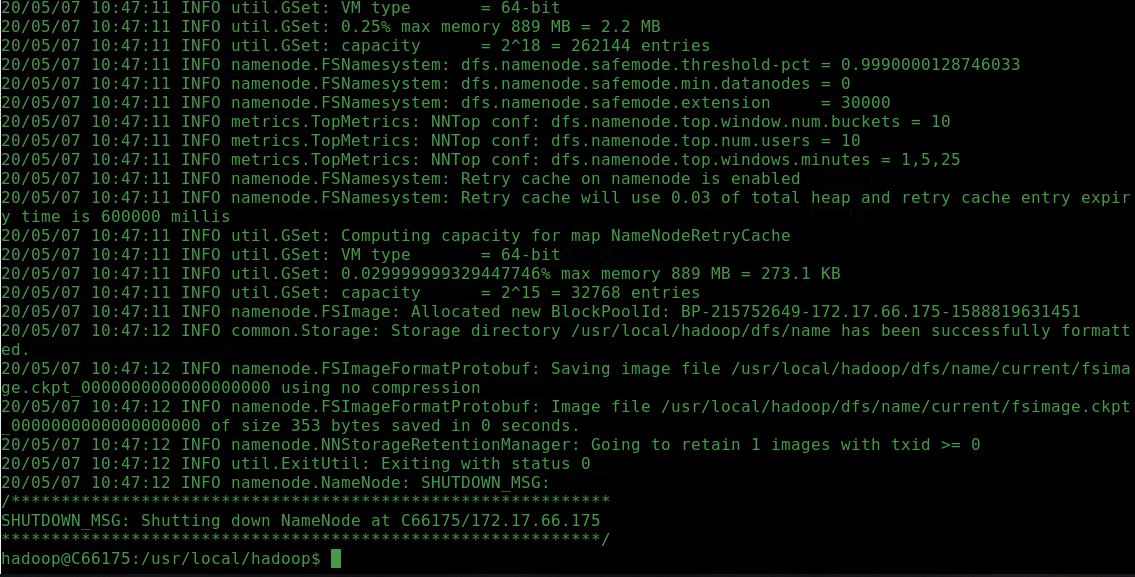 20/05/07 10:47:11 INFO util.GSet: VM type       = 64-bit
20/05/07 10:47:11 INFO util.GSet: 0.25% max memory 889 MB = 2.2 MB
20/05/07 10:47:11 INFO util.GSet: capacity      = 2^18 = 262144 entries
20/05/07 10:47:11 INFO namenode.FSNamesystem: dfs.namenode.safemode.threshold-pct = 0.9990000128746033
20/05/07 10:47:11 INFO namenode.FSNamesystem: dfs.namenode.safemode.min.datanodes = 0
20/05/07 10:47:11 INFO namenode.FSNamesystem: dfs.namenode.safemode.extension     = 30000
20/05/07 10:47:11 INFO metrics.TopMetrics: NNTop conf: dfs.namenode.top.window.num.buckets = 10
20/05/07 10:47:11 INFO metrics.TopMetrics: NNTop conf: dfs.namenode.top.num.users = 10
20/05/07 10:47:11 INFO metrics.TopMetrics: NNTop conf: dfs.namenode.top.windows.minutes = 1,5,25
20/05/07 10:47:11 INFO namenode.FSNamesystem: Retry cache on namenode is enabled
20/05/07 10:47:11 INFO namenode.FSNamesystem: Retry cache will use 0.03 of total heap and retry cache entry expir
y time is 600000 millis
20/05/07 10:47:11 INFO util.GSet: Computing capacity for map NameNodeRetryCache
20/05/07 10:47:11 INFO util.GSet: VM type       = 64-bit
20/05/07 10:47:11 INFO util.GSet: 0.029999999329447746% max memory 889 MB = 273.1 KB
20/05/07 10:47:11 INFO util.GSet: capacity      = 2^15 = 32768 entries
20/05/07 10:47:11 INFO namenode.FSImage: Allocated new BlockPoolId: BP-215752649-172.17.66.175-1588819631451
20/05/07 10:47:12 INFO common.Storage: Storage directory /usr/local/hadoop/dfs/name has been successfully formatt
ed.
20/05/07 10:47:12 INFO namenode.FSImageFormatProtobuf: Saving image file /usr/local/hadoop/dfs/name/current/fsima
ge.ckpt_0000000000000000000 using no compression
20/05/07 10:47:12 INFO namenode.FSImageFormatProtobuf: Image file /usr/local/hadoop/dfs/name/current/fsimage.ckpt
_0000000000000000000 of size 353 bytes saved in 0 seconds.
20/05/07 10:47:12 INFO namenode.NNStorageRetentionManager: Going to retain 1 images with txid >= 0
20/05/07 10:47:12 INFO util.ExitUtil: Exiting with status 0
20/05/07 10:47:12 INFO namenode.NameNode: SHUTDOWN_MSG:
/************************************************************
SHUTDOWN_MSG: Shutting down NameNode at C66175/172.17.66.175
************************************************************/
hadoop@C66175:/usr/local/hadoop$